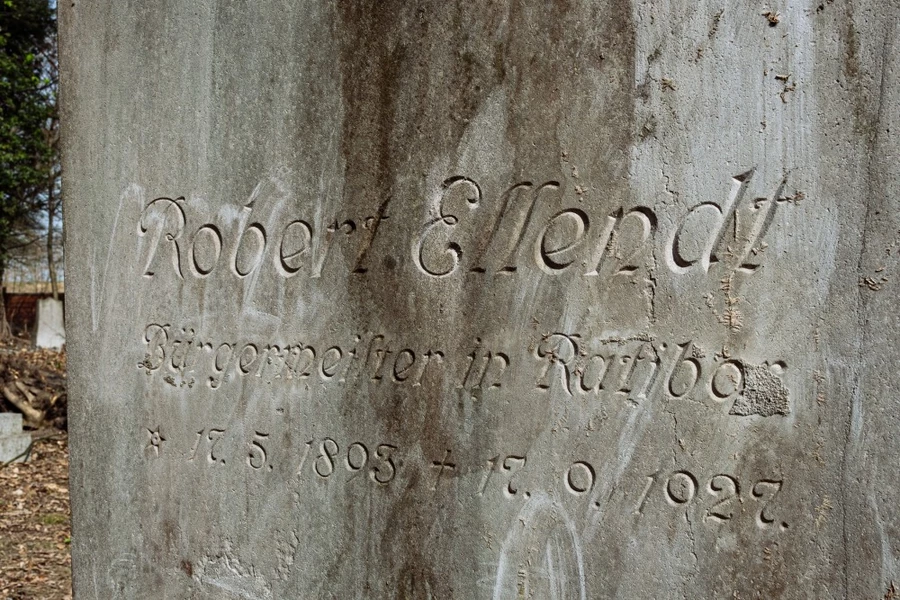 Robert Ellendt
Bürgermeiſter in Ratibor
* 17. 5. 1893 + 17. 1927.